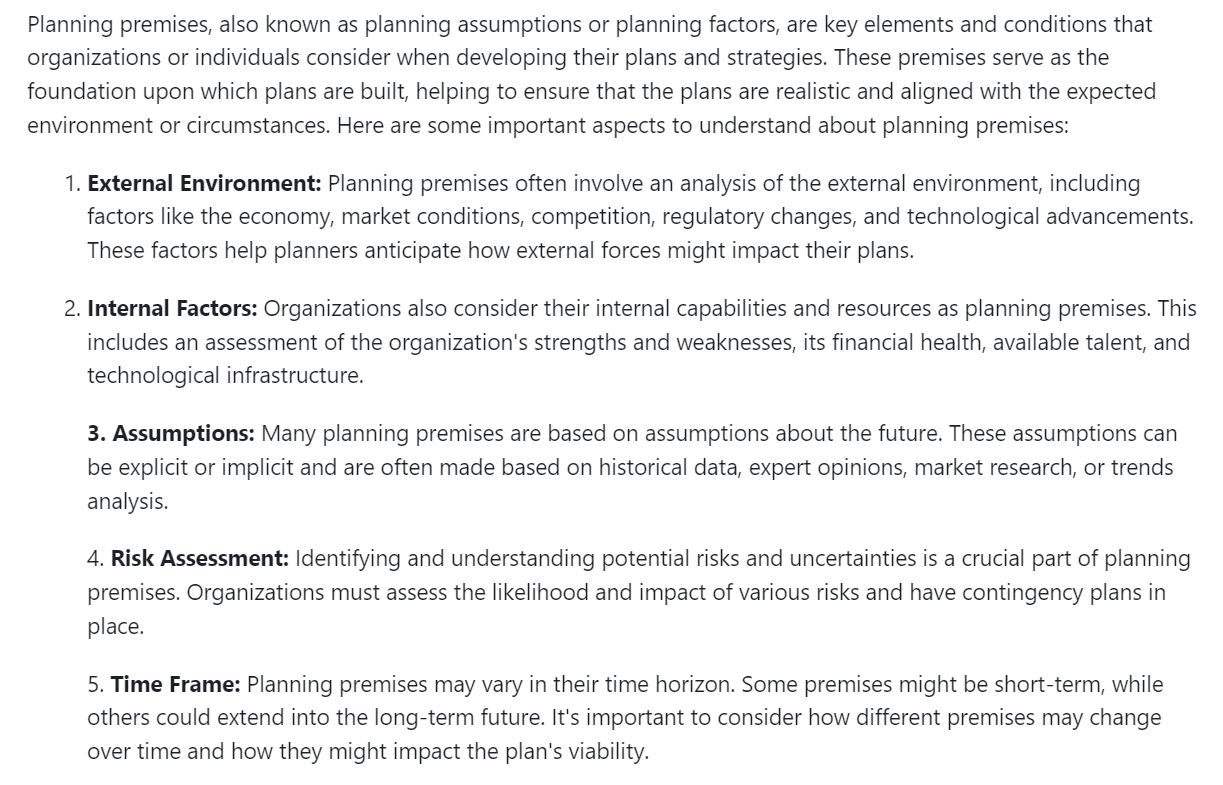 Planning premises, also known as planning assumptions or planning factors, are key elements and conditions that
organizations or individuals consider when developing their plans and strategies. These premises serve as the
foundation upon which plans are built, helping to ensure that the plans are realistic and aligned with the expected
environment or circumstances. Here are some important aspects to understand about planning premises:
1. External Environment: Planning premises often involve an analysis of the external environment, including
factors like the economy, market conditions, competition, regulatory changes, and technological advancements.
These factors help planners anticipate how external forces might impact their plans.
2. Internal Factors: Organizations also consider their internal capabilities and resources as planning premises. This
includes an assessment of the organization's strengths and weaknesses, its financial health, available talent, and
technological infrastructure.
3. Assumptions: Many planning premises are based on assumptions about the future. These assumptions can
be explicit or implicit and are often made based on historical data, expert opinions, market research, or trends
analysis.
4. Risk Assessment: Identifying and understanding potential risks and uncertainties is a crucial part of planning
premises. Organizations must assess the likelihood and impact of various risks and have contingency plans in
place.
5. Time Frame: Planning premises may vary in their time horizon. Some premises might be short-term, while
others could extend into the long-term future. It's important to consider how different premises may change
over time and how they might impact the plan's viability.